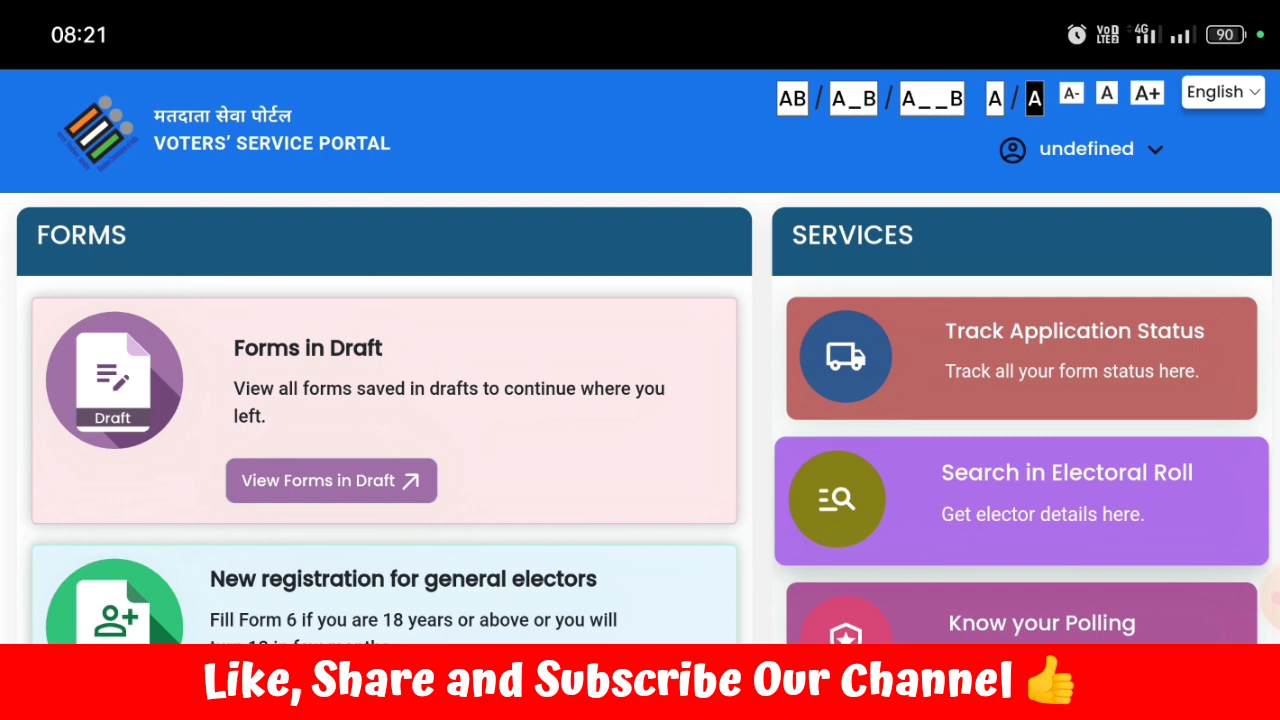 08:21
VoD
LTE2
4G
90
AB / A_B / A__B A / A A- A A+ English
मतदाता सेवा पोर्टल
VOTERS’ SERVICE PORTAL
undefined
FORMS
Forms in Draft
View all forms saved in drafts to continue where you
left.
Draft
View Forms in Draft
New registration for general electors
Fill Form 6 if you are 18 years or above or you will
SERVICES
Track Application Status
Track all your form status here.
Search in Electoral Roll
Get elector details here.
Know your Polling
Like, Share and Subscribe Our Channel 👍